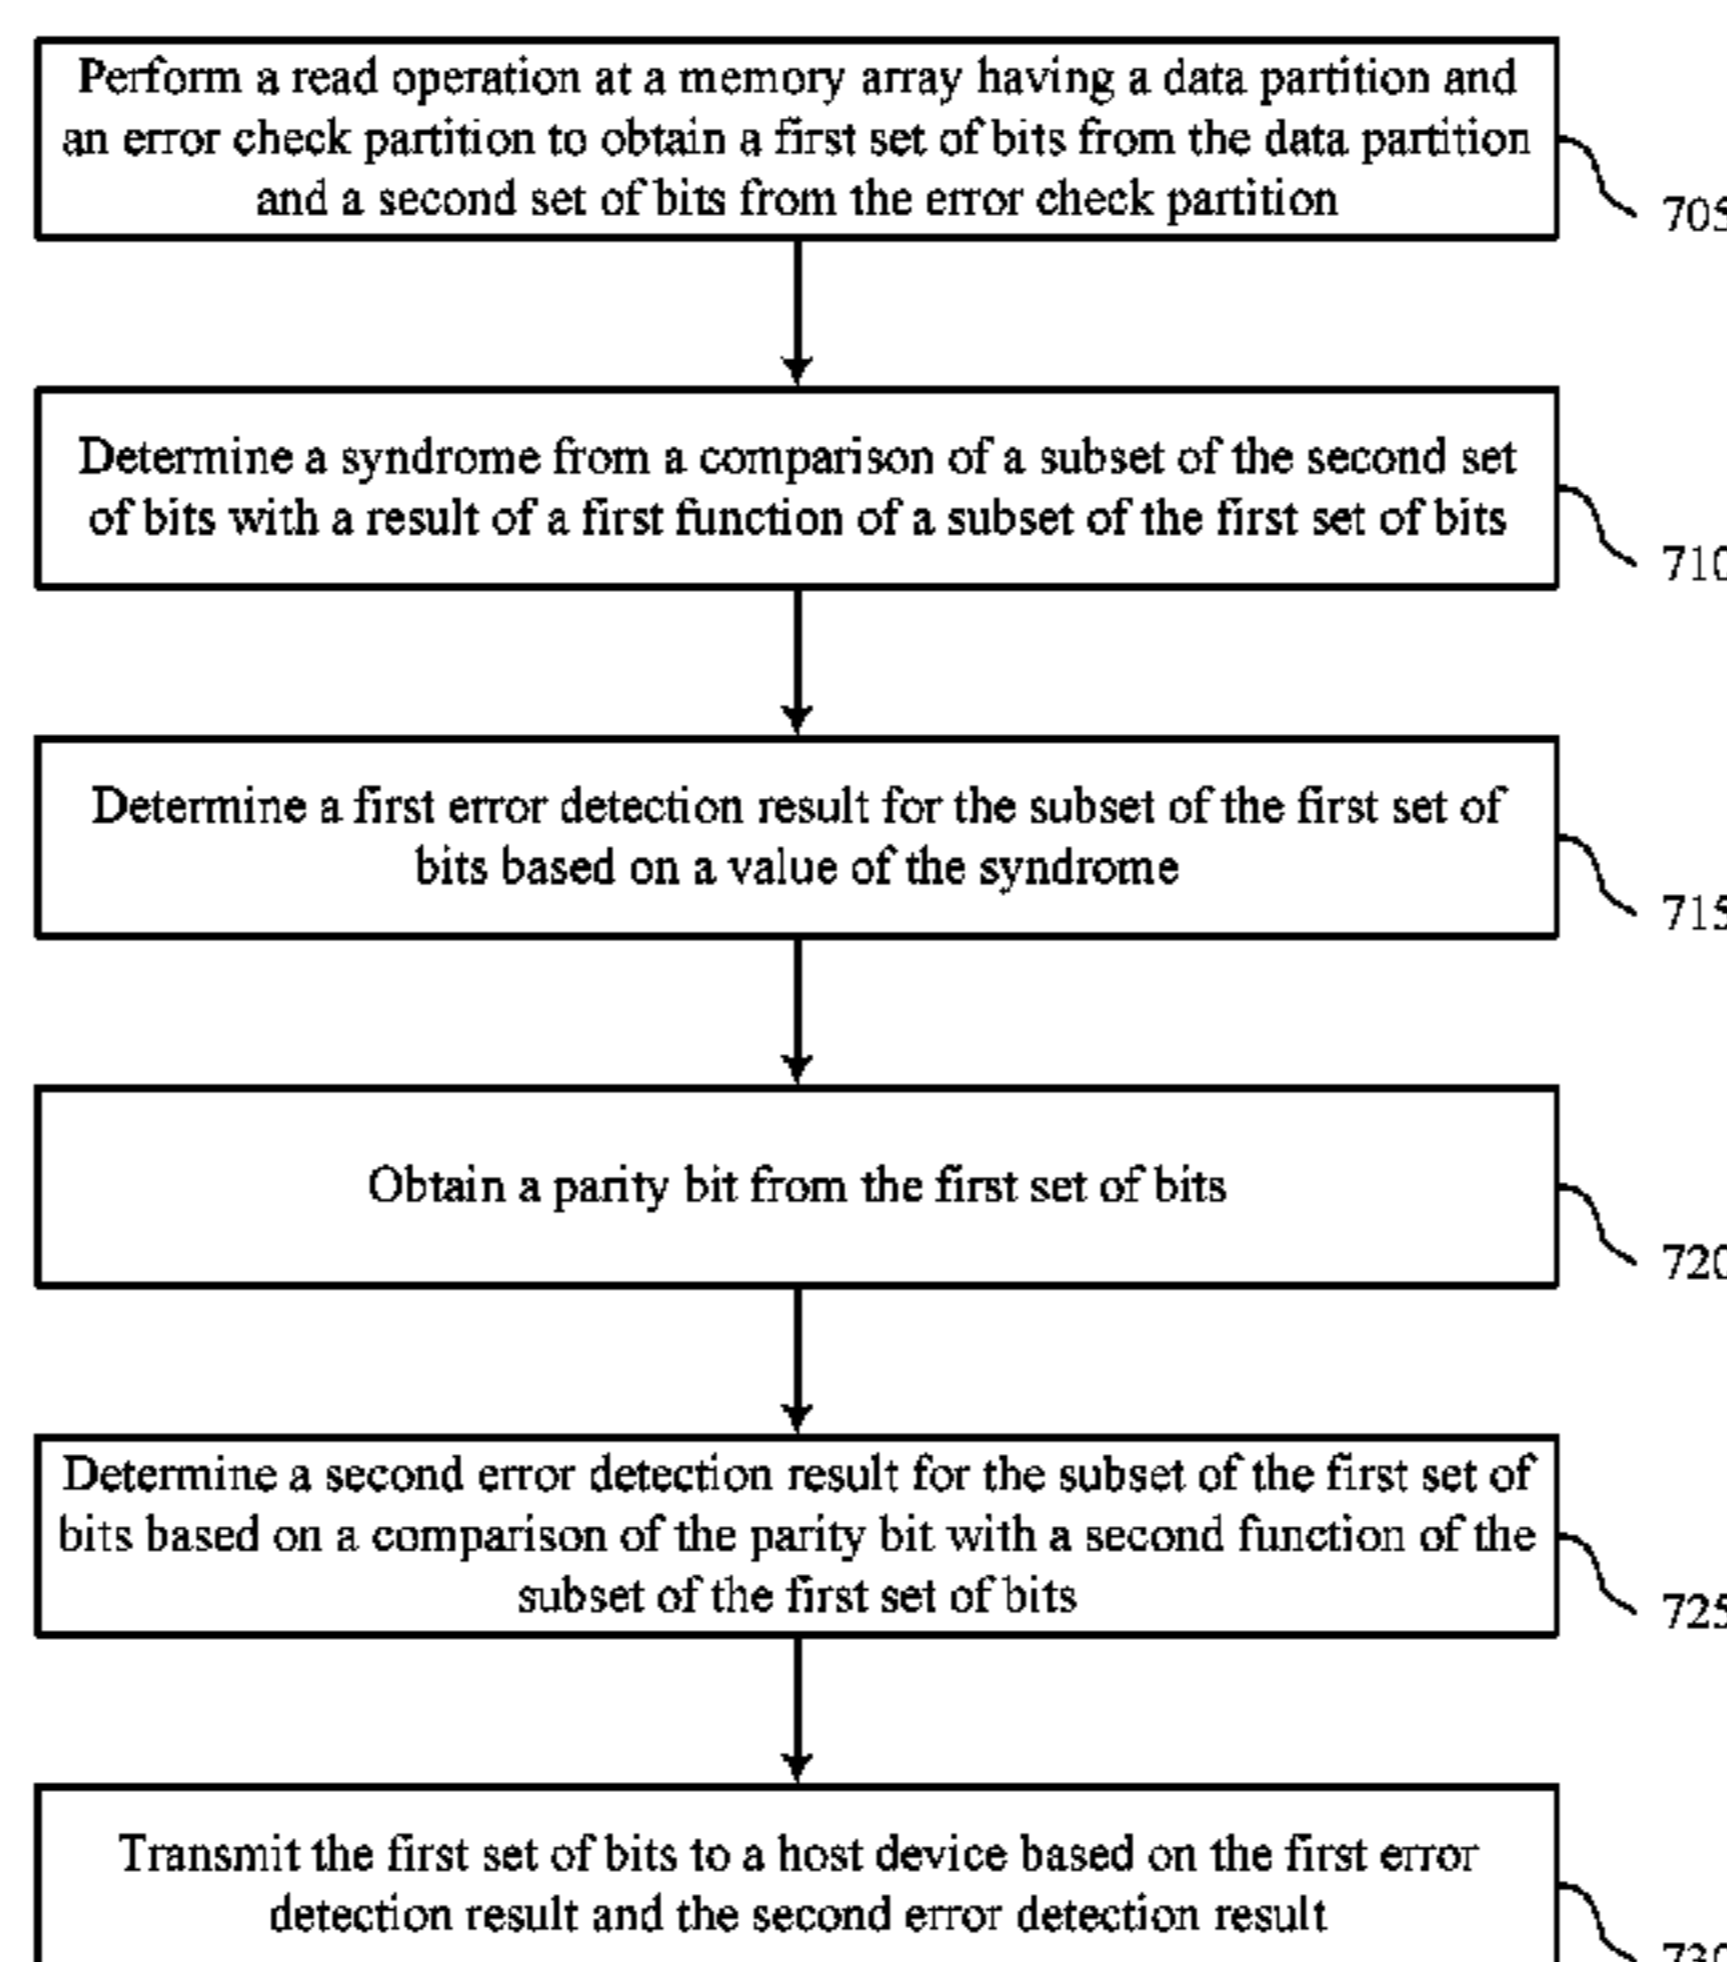 Perform a read operation at a memory array having a data partition and
an error check partition to obtain a first set of bits from the data partition
and a second set of bits from the error check partition
705
Determine a syndrome from a comparison of a subset of the second set
of bits with a result of a first function of a subset of the first set of bits
710
Determine a first error detection result for the subset of the first set of
bits based on a value of the syndrome
715
Obtain a parity bit from the first set of bits
720
Determine a second error detection result for the subset of the first set of
bits based on a comparison of the parity bit with a second function of the
subset of the first set of bits
725
Transmit the first set of bits to a host device based on the first error
detection result and the second error detection result
730